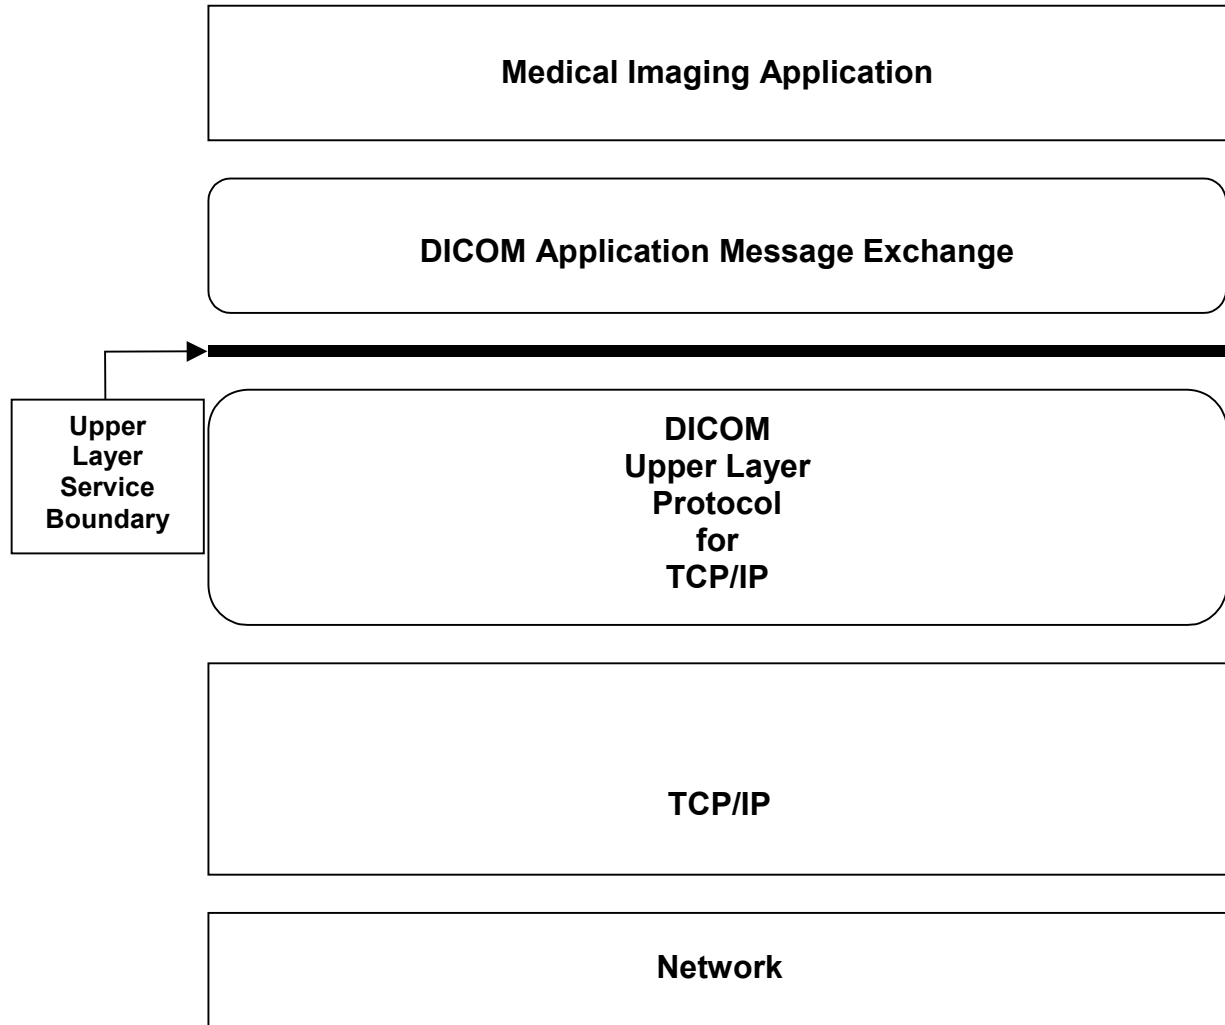 Medical Imaging Application
DICOM Application Message Exchange
Upper
Layer
Service
Boundary
DICOM
Upper Layer
Protocol
for
TCP/IP
TCP/IP
Network